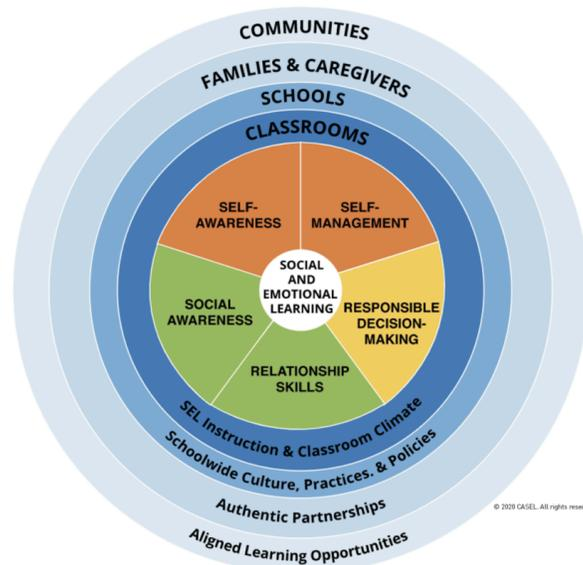 COMMUNITIES
FAMILIES & CAREGIVERS
SCHOOLS
CLASSROOMS
SELF-
AWARENESS
SELF-
MANAGEMENT
SOCIAL
AND
EMOTIONAL
LEARNING
SOCIAL
AWARENESS
RESPONSIBLE
DECISION-
MAKING
RELATIONSHIP
SKILLS
SEL Instruction & Classroom Climate
Schoolwide Culture, Practices. & Policies
Authentic Partnerships
Aligned Learning Opportunities
© 2020 CASEL. All rights rese